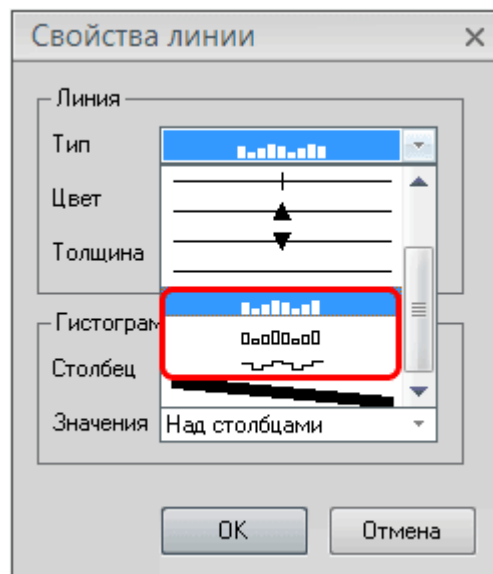 Свойства линии
Линия
Тип
Цвет
Толщина
Гистограм
Столбец
Значения Над столбцами
OK Отмена